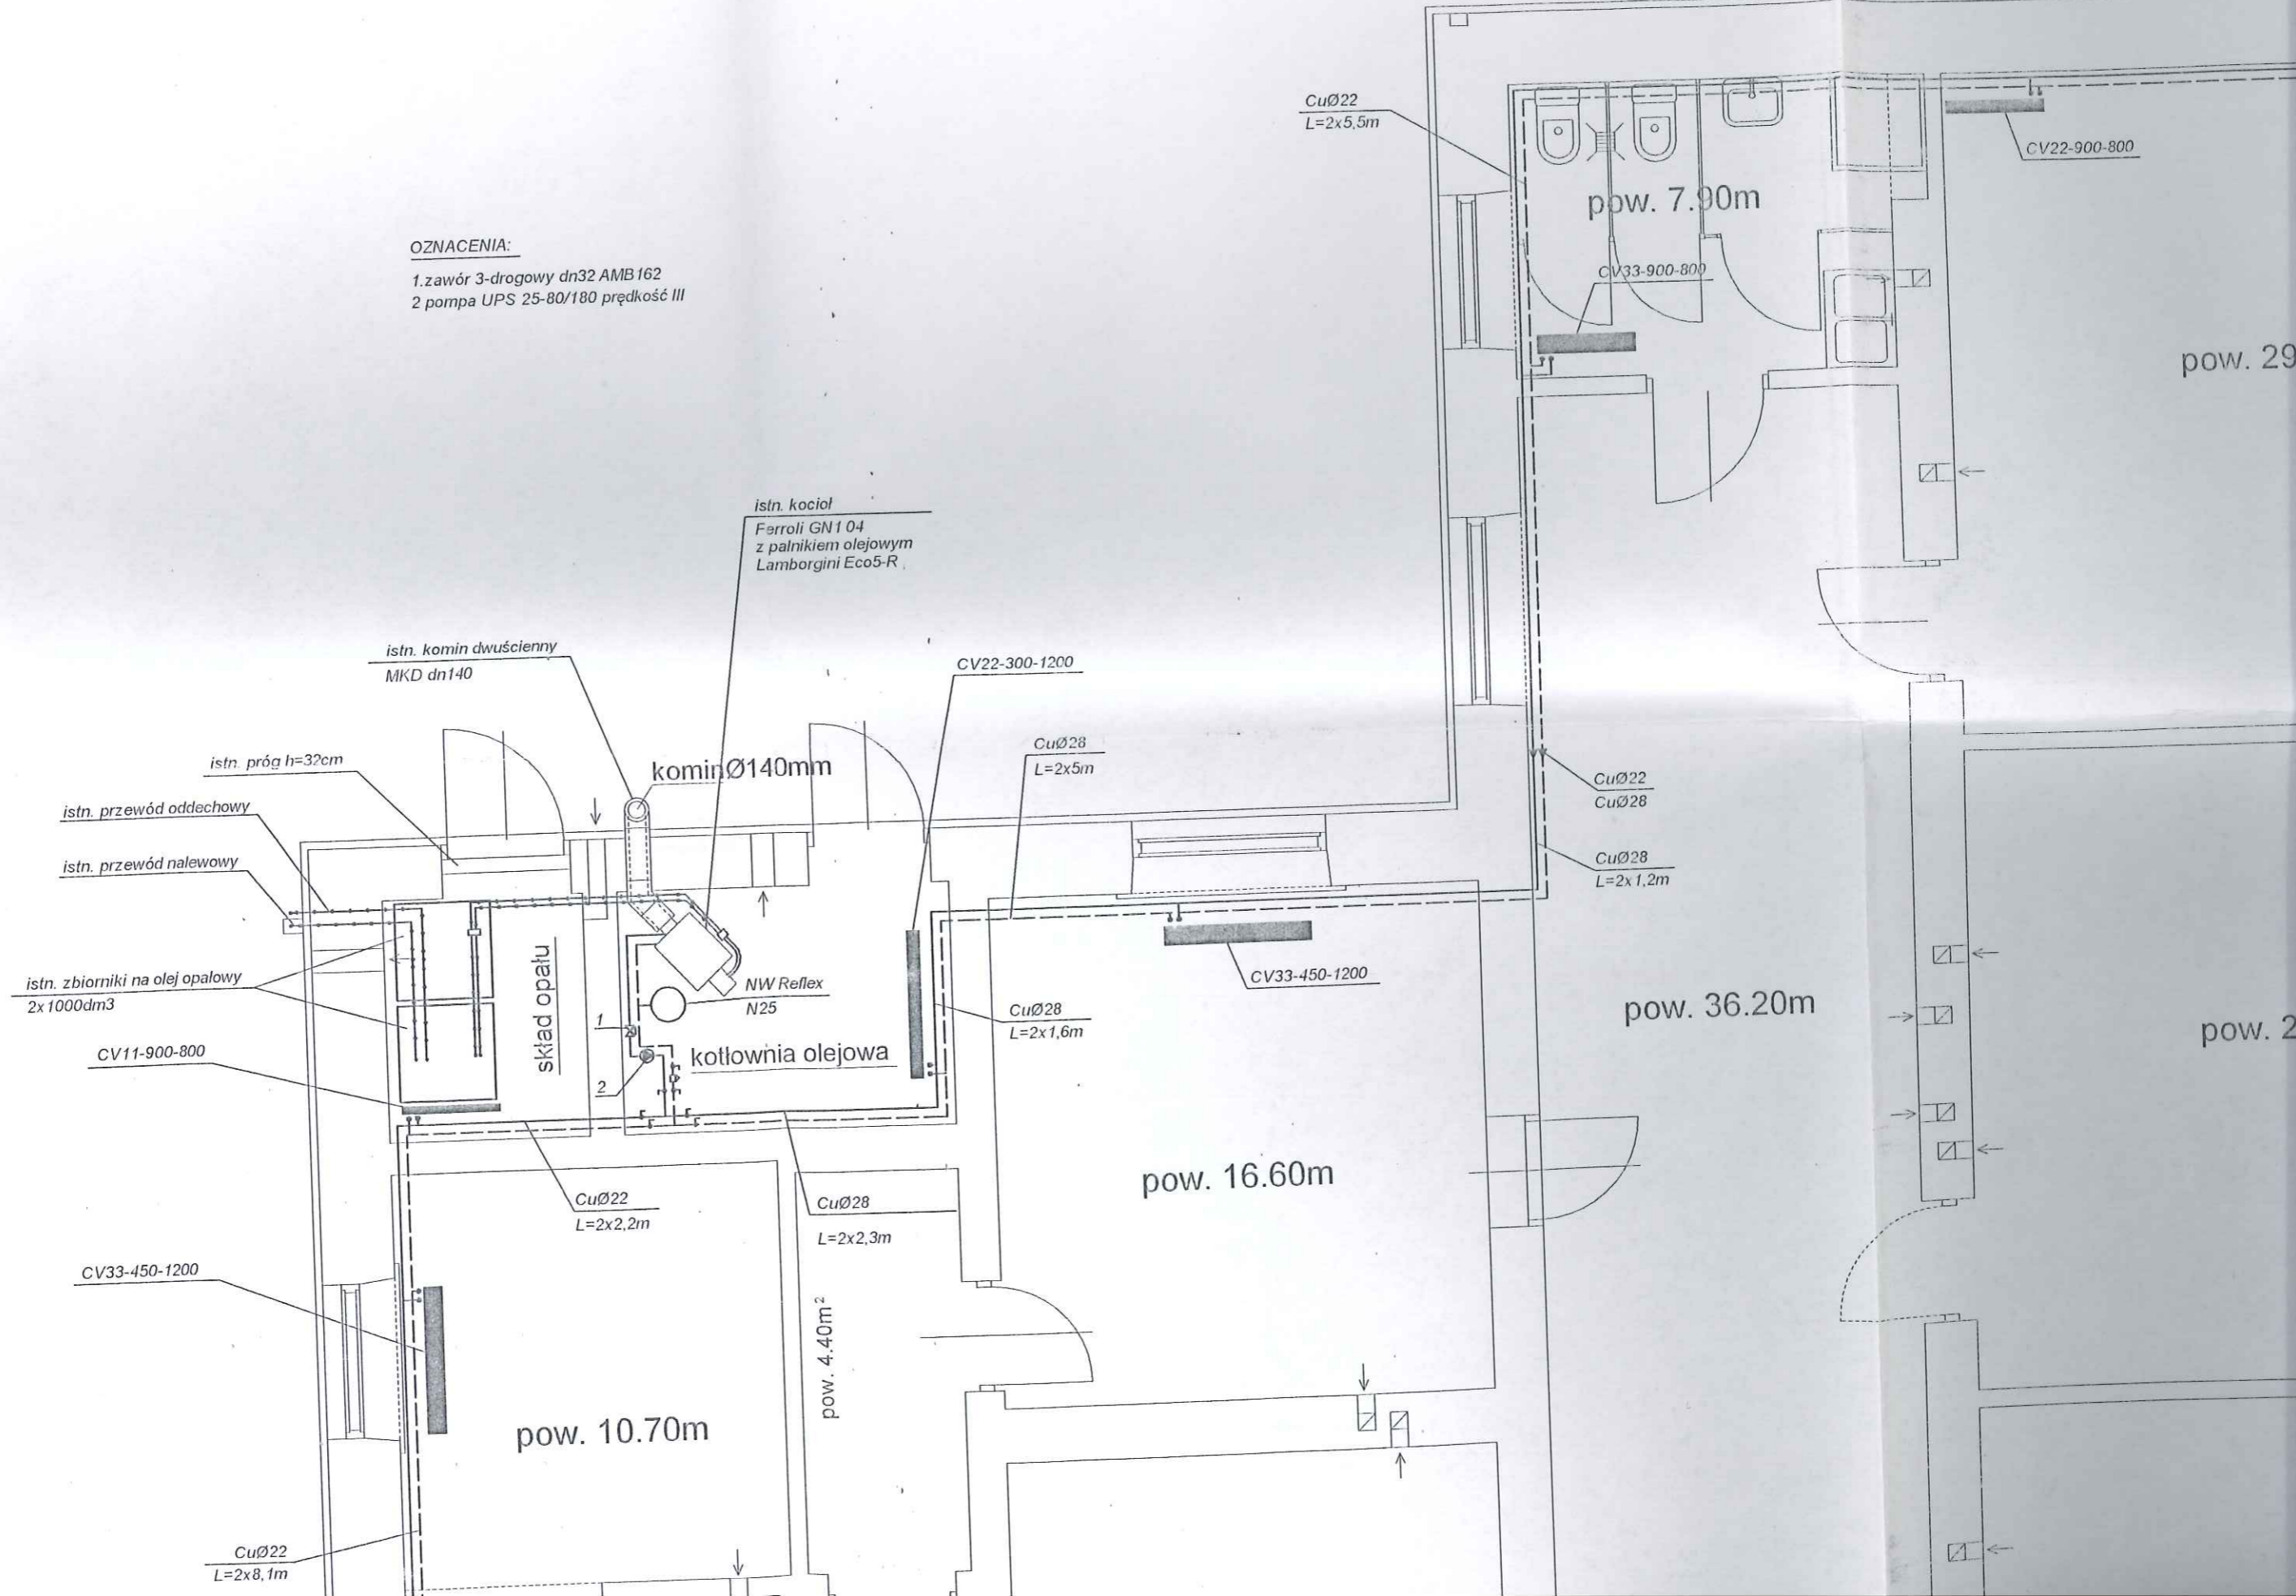 CuØ22
L=2x5,5m
CV22-900-800
pow. 7.90m
OZNACENIA:
1.zawór 3-drogowy dn32 AMB162
2 pompa UPS 25-80/180 prędkość III
CV33-900-800
pow. 29
istn. kocioł
Ferroli GN1 04
z palnikiem olejowym
Lamborgini Eco5-R
istn. komin dwuścienny
MKD dn140
CV22-300-1200
CuØ28
L=2x5m
istn. próg h=32cm
kominØ140mm
CuØ22
CuØ28
istn. przewód oddechowy
istn. przewód nalewowy
CuØ28
L=2x1,2m
istn. zbiorniki na olej opałowy
2x1000dm3
skład opału
NW Reflex
N25
CV33-450-1200
CuØ28
L=2x1,6m
pow. 36.20m
1
CV11-900-800
kotłownia olejowa
pow. 2
2
CuØ22
L=2x2,2m
CuØ28
L=2x2,3m
pow. 16.60m
CV33-450-1200
pow. 4.40m²
pow. 10.70m
CuØ22
L=2x8,1m